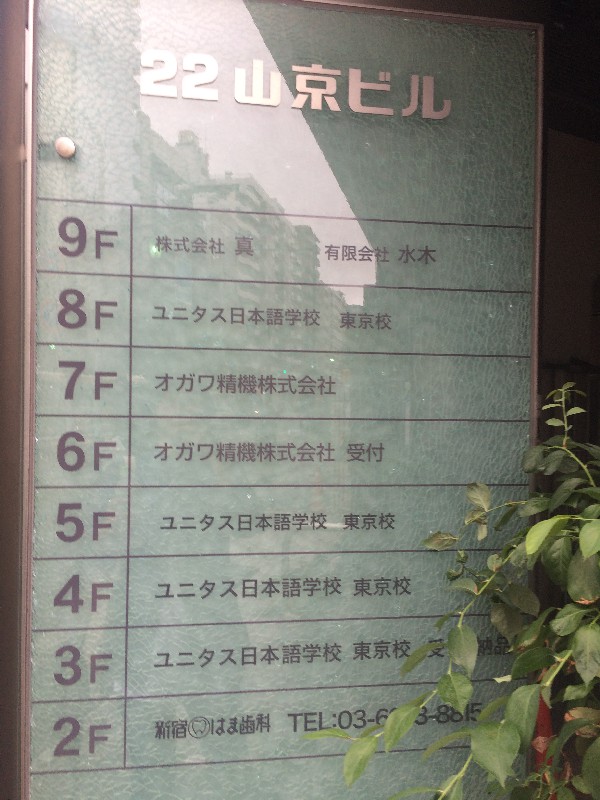 22 山京ビル
9F 株式会社 真 有限会社 水木
8F ユニタス日本語学校 東京校
7F オガワ精機株式会社
6F オガワ精機株式会社 受付
5F ユニタス日本語学校 東京校
4F ユニタス日本語学校 東京校
3F ユニタス日本語学校 東京校 納品
2F 新宿はま歯科